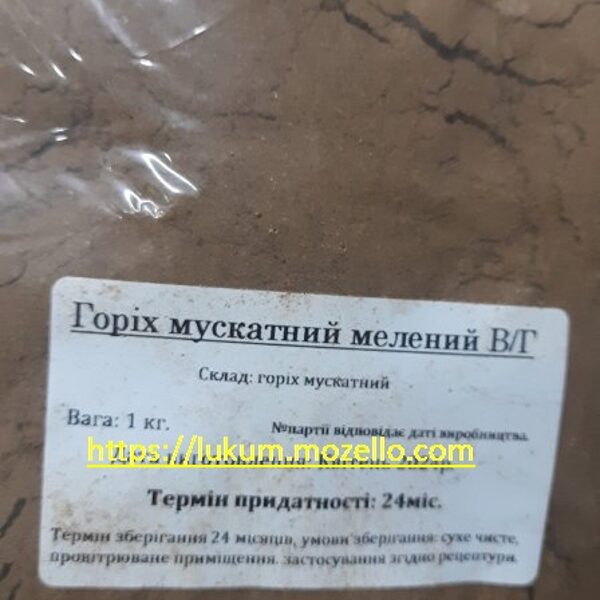 Горіх мускатний мелений В/Г
Склад: горіх мускатний
Вага: 1 кг.
№партії відповідає даті виробництва.
https://lukum.mozello.com
Термін придатності: 24міс.
Термін зберігання 24 місяців, умови зберігання: сухе чисте,
провітрюване приміщення. застосування згідно рецептури.